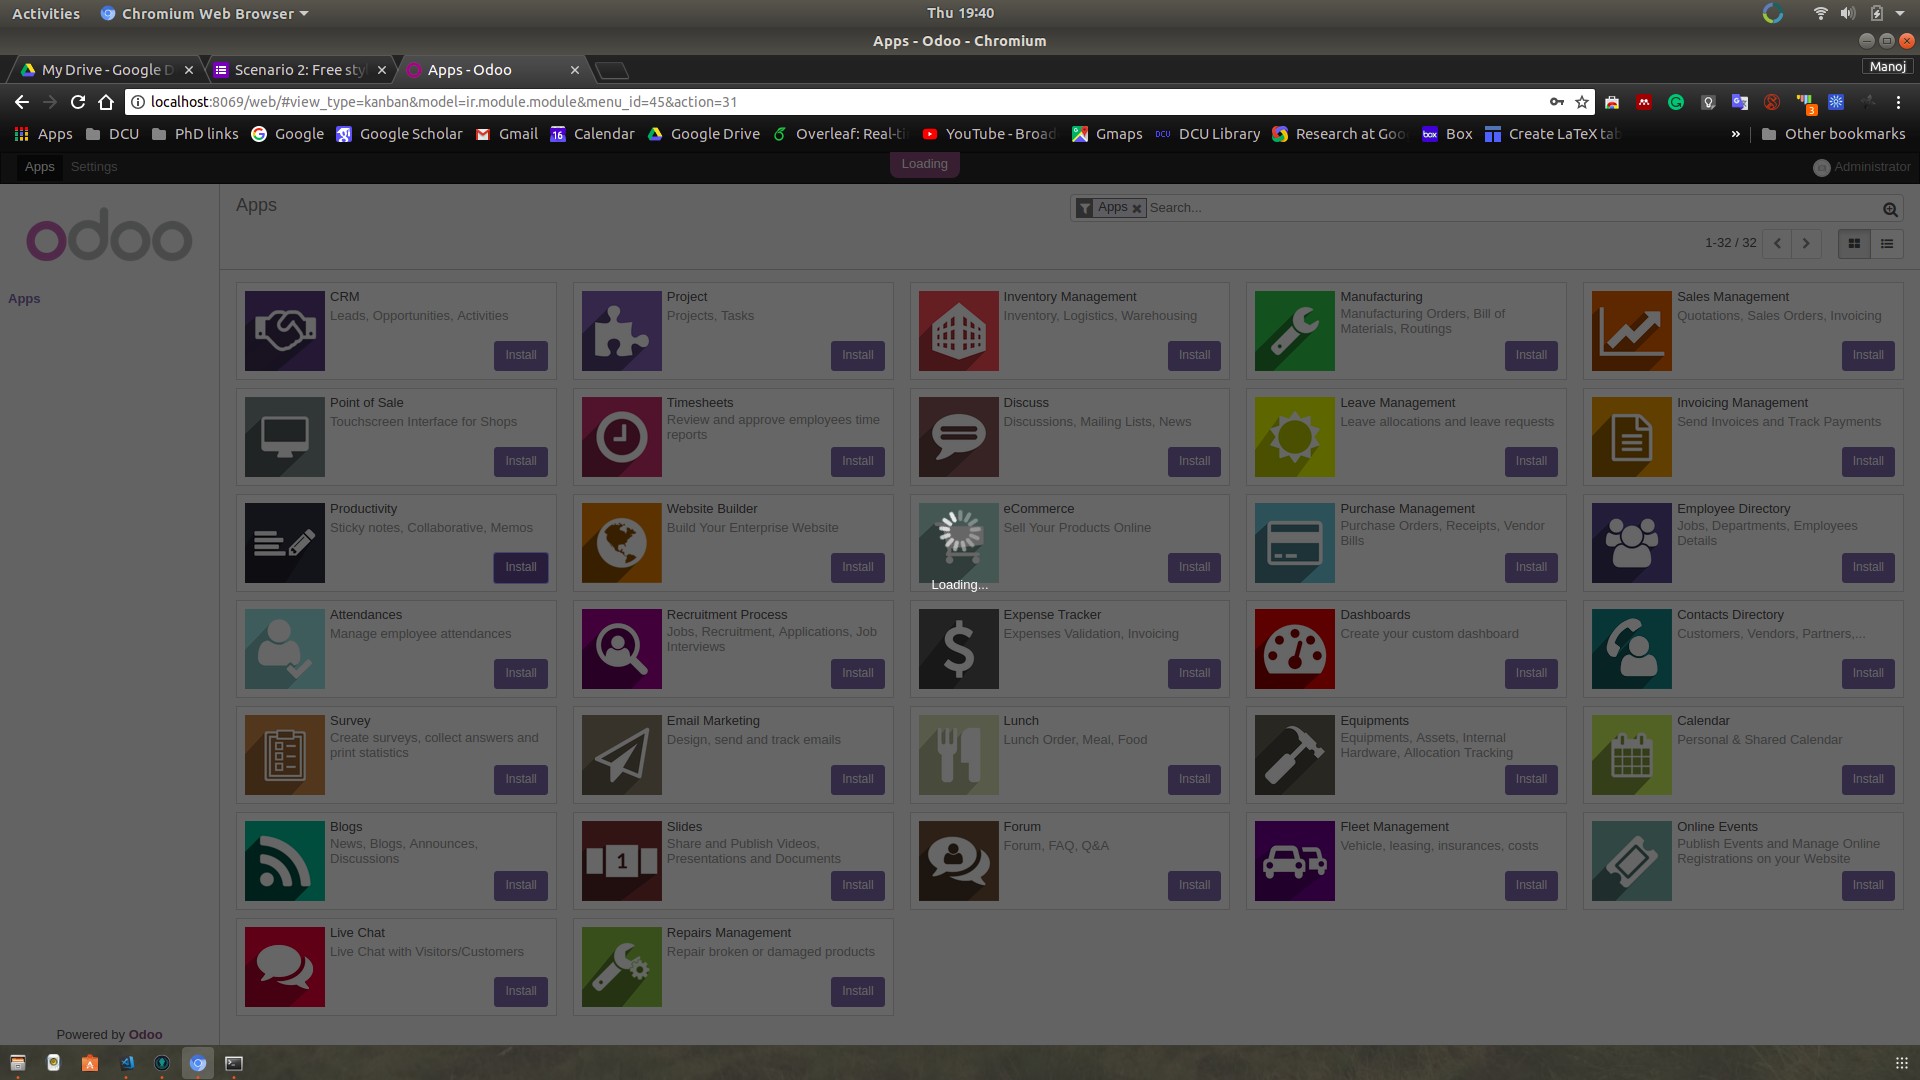 Activities
Chromium Web Browser
Thu 19:40
Apps - Odoo - Chromium
My Drive - Google D
Scenario 2: Free sty
Apps - Odoo
Manoj
localhost:8069/web/#view_type=kanban&model=ir.module.module&menu_id=45&action=31
3
Apps
DCU
PhD links
Google
Google Scholar
Gmail
16
Calendar
Google Drive
Overleaf: Real-ti
YouTube - Broad
Gmaps
DCU
DCU Library
Research at Goo
box
Box
Create LaTeX tab
»
Other bookmarks
Apps
Settings
Loading
Administrator
odoo
Apps
Apps
Apps
Search...
1-32 / 32
CRM
Leads, Opportunities, Activities
Install
Project
Projects, Tasks
Install
Inventory Management
Inventory, Logistics, Warehousing
Install
Manufacturing
Manufacturing Orders, Bill of
Materials, Routings
Install
Sales Management
Quotations, Sales Orders, Invoicing
Install
Point of Sale
Touchscreen Interface for Shops
Install
Timesheets
Review and approve employees time
reports
Install
Discuss
Discussions, Mailing Lists, News
Install
Leave Management
Leave allocations and leave requests
Install
Invoicing Management
Send Invoices and Track Payments
Install
Productivity
Sticky notes, Collaborative, Memos
Install
Website Builder
Build Your Enterprise Website
Install
Loading...
eCommerce
Sell Your Products Online
Install
Purchase Management
Purchase Orders, Receipts, Vendor
Bills
Install
Employee Directory
Jobs, Departments, Employees
Details
Install
Attendances
Manage employee attendances
Install
Recruitment Process
Jobs, Recruitment, Applications, Job
Interviews
Install
$
Expense Tracker
Expenses Validation, Invoicing
Install
Dashboards
Create your custom dashboard
Install
Contacts Directory
Customers, Vendors, Partners,...
Install
Survey
Create surveys, collect answers and
print statistics
Install
Email Marketing
Design, send and track emails
Install
Lunch
Lunch Order, Meal, Food
Install
Equipments
Equipments, Assets, Internal
Hardware, Allocation Tracking
Install
Calendar
Personal & Shared Calendar
Install
Blogs
News, Blogs, Announces,
Discussions
Install
1
Slides
Share and Publish Videos,
Presentations and Documents
Install
Forum
Forum, FAQ, Q&A
Install
Fleet Management
Vehicle, leasing, insurances, costs
Install
Online Events
Publish Events and Manage Online
Registrations on your Website
Install
Live Chat
Live Chat with Visitors/Customers
Install
Repairs Management
Repair broken or damaged products
Install
Powered by Odoo